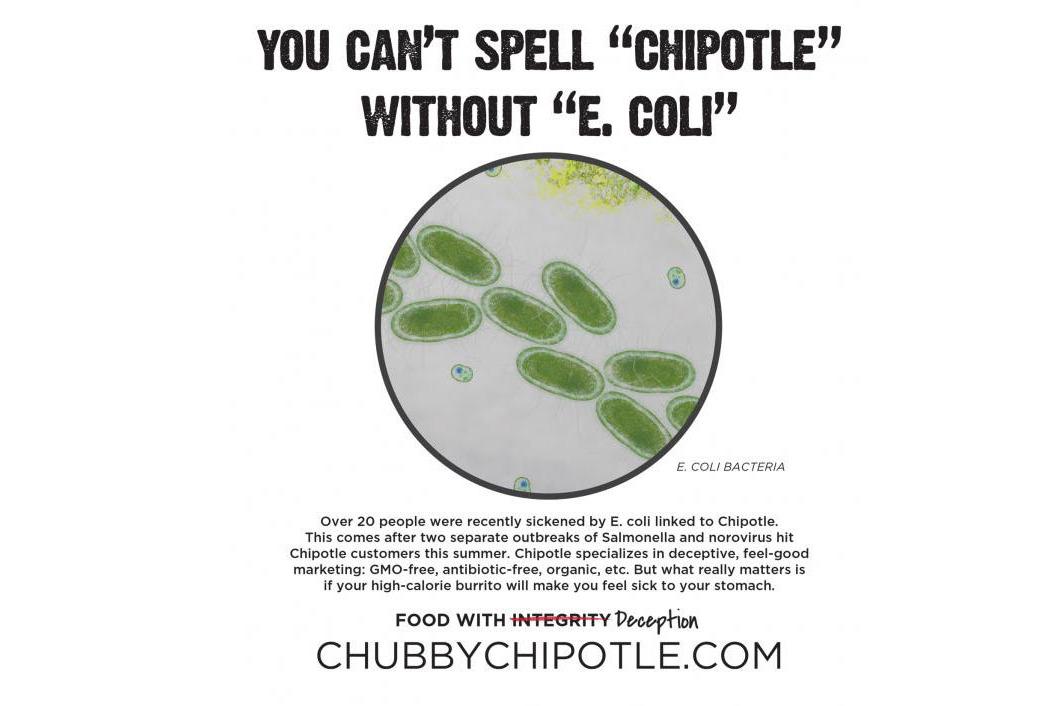 YOU CAN'T SPELL “CHIPOTLE”
WITHOUT “E. COLI”
E. COLI BACTERIA
Over 20 people were recently sickened by E. coli linked to Chipotle.
This comes after two separate outbreaks of Salmonella and norovirus hit
Chipotle customers this summer. Chipotle specializes in deceptive, feel-good
marketing: GMO-free, antibiotic-free, organic, etc. But what really matters is
if your high-calorie burrito will make you feel sick to your stomach.
FOOD WITH INTEGRITY Deception
CHUBBYCHIPOTLE.COM